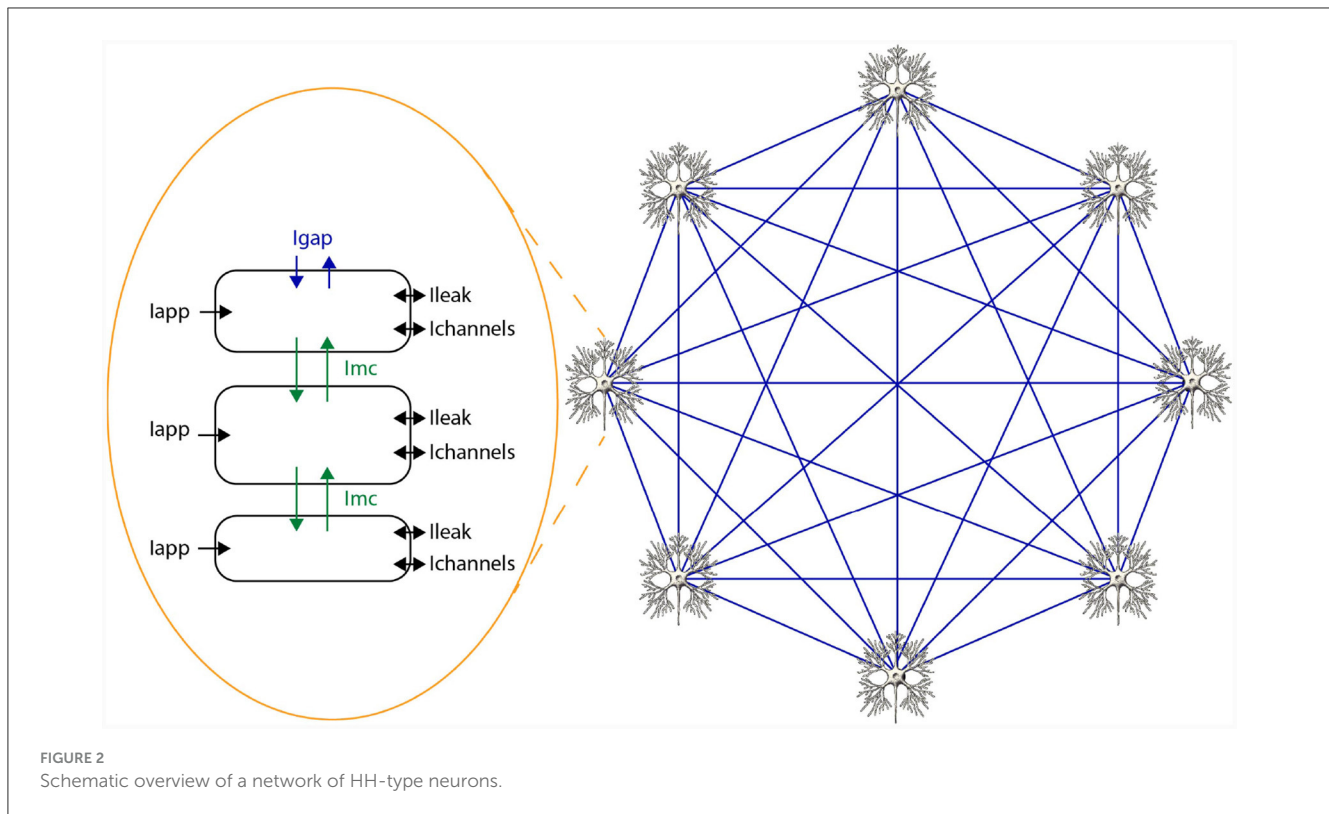 Igap
Iapp
Ileak
Ichannels
Imc
Iapp
Ileak
Ichannels
Imc
Iapp
Ileak
Ichannels
FIGURE 2
Schematic overview of a network of HH-type neurons.